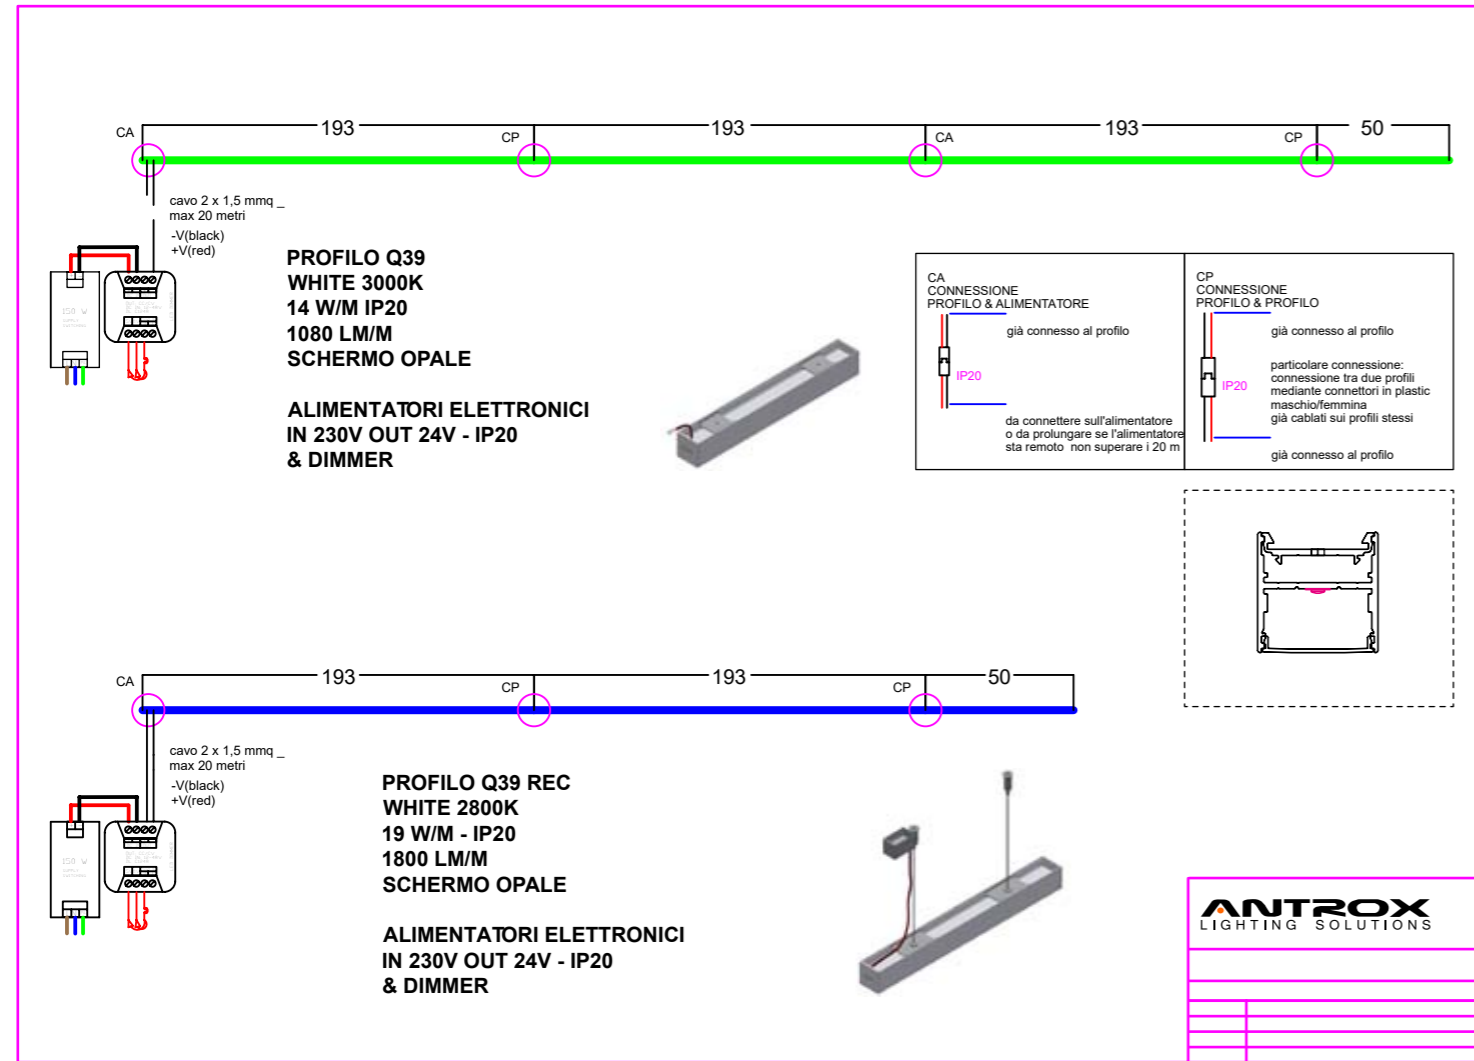 193
193
193
50
CA
CP
CA
CP
cavo 2 x 1,5 mmq _
max 20 metri
-V(black)
+V(red)
150 W
PROFILO Q39
WHITE 3000K
14 W/M IP20
1080 LM/M
SCHERMO OPALE
ALIMENTATORI ELETTRONICI
IN 230V OUT 24V - IP20
& DIMMER
CA
CONNESSIONE
PROFILO & ALIMENTATORE
già connesso al profilo
IP20
da connettere sull'alimentatore
o da prolungare se l'alimentatore
sta remoto non superare i 20 m
CP
CONNESSIONE
PROFILO & PROFILO
già connesso al profilo
IP20
particolare connessione:
connessione tra due profili
mediante connettori in plastic
maschio/femmina
già cablati sui profili stessi
già connesso al profilo
193
193
50
CA
CP
CP
cavo 2 x 1,5 mmq _
max 20 metri
-V(black)
+V(red)
150 W
PROFILO Q39 REC
WHITE 2800K
19 W/M - IP20
1800 LM/M
SCHERMO OPALE
ALIMENTATORI ELETTRONICI
IN 230V OUT 24V - IP20
& DIMMER
ANTROX
LIGHTING SOLUTIONS